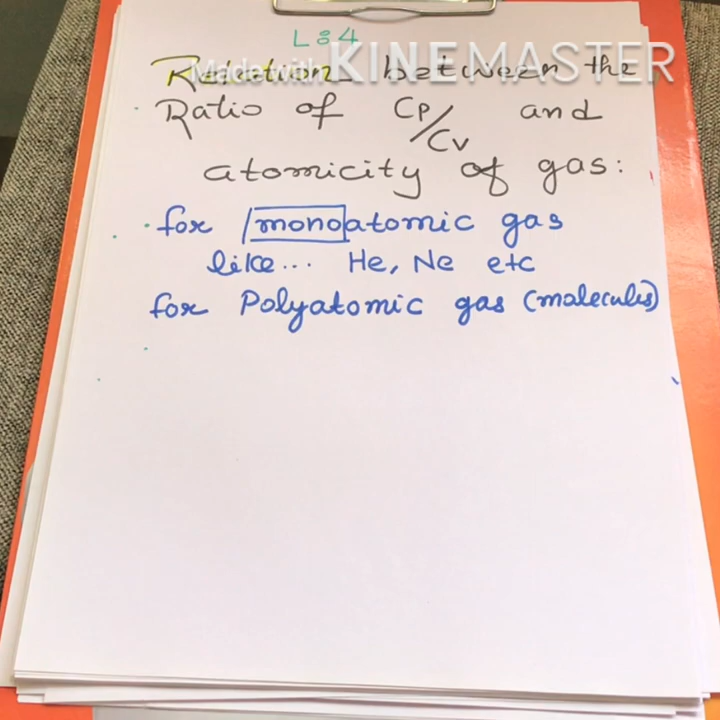 L:4
Made with KINEMASTER
Relation between the
Ratio of Cp/Cv and
atomicity of gas:
for monoatomic gas
like... He, Ne etc
for Polyatomic gas (molecules)